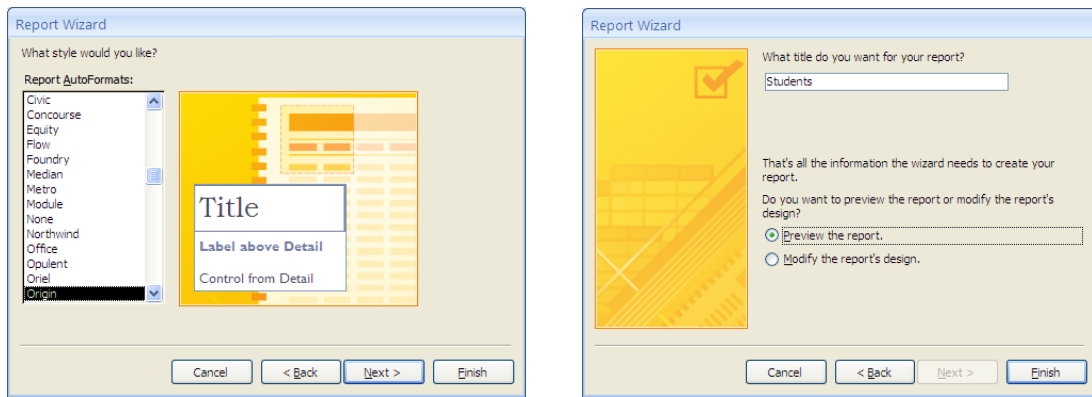 Report Wizard
What style would you like?
Report AutoFormats:
Civic
Concourse
Equity
Flow
Foundry
Median
Metro
Module
None
Northwind
Office
Opulent
Oriel
Origin
Title
Label above Detail
Control from Detail
Cancel
< Back
Next >
Finish
Report Wizard
What title do you want for your report?
Students
That's all the information the wizard needs to create your
report.
Do you want to preview the report or modify the report's
design?
Preview the report.
Modify the report's design.
Cancel
< Back
Next >
Finish